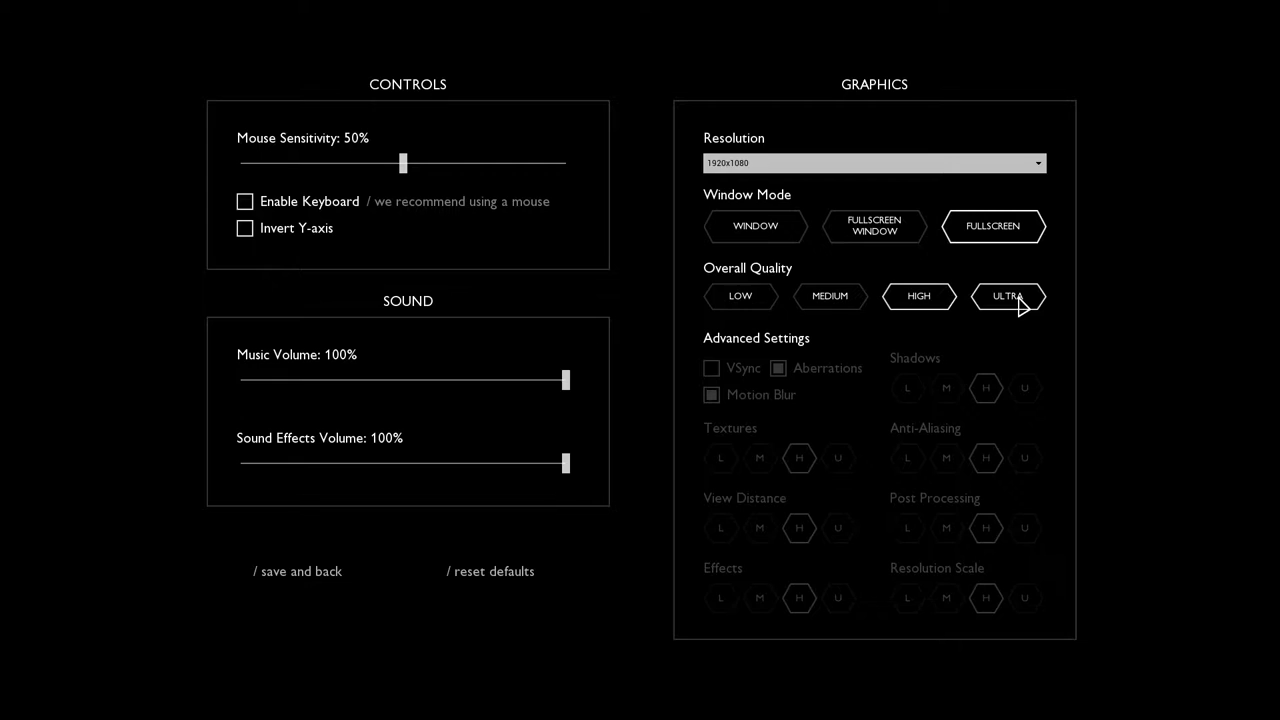 CONTROLS
Mouse Sensitivity: 50%
Enable Keyboard / we recommend using a mouse
Invert Y-axis
SOUND
Music Volume: 100%
Sound Effects Volume: 100%
/ save and back
/ reset defaults
GRAPHICS
Resolution
1920x1080
Window Mode
WINDOW
FULLSCREEN
WINDOW
FULLSCREEN
Overall Quality
LOW MEDIUM HIGH ULTRA
Advanced Settings
VSync Aberrations
Motion Blur
Shadows
L M H U
Textures
L M H U
Anti-Aliasing
L M H U
View Distance
L M H U
Post Processing
L M H U
Effects
L M H U
Resolution Scale
L M H U